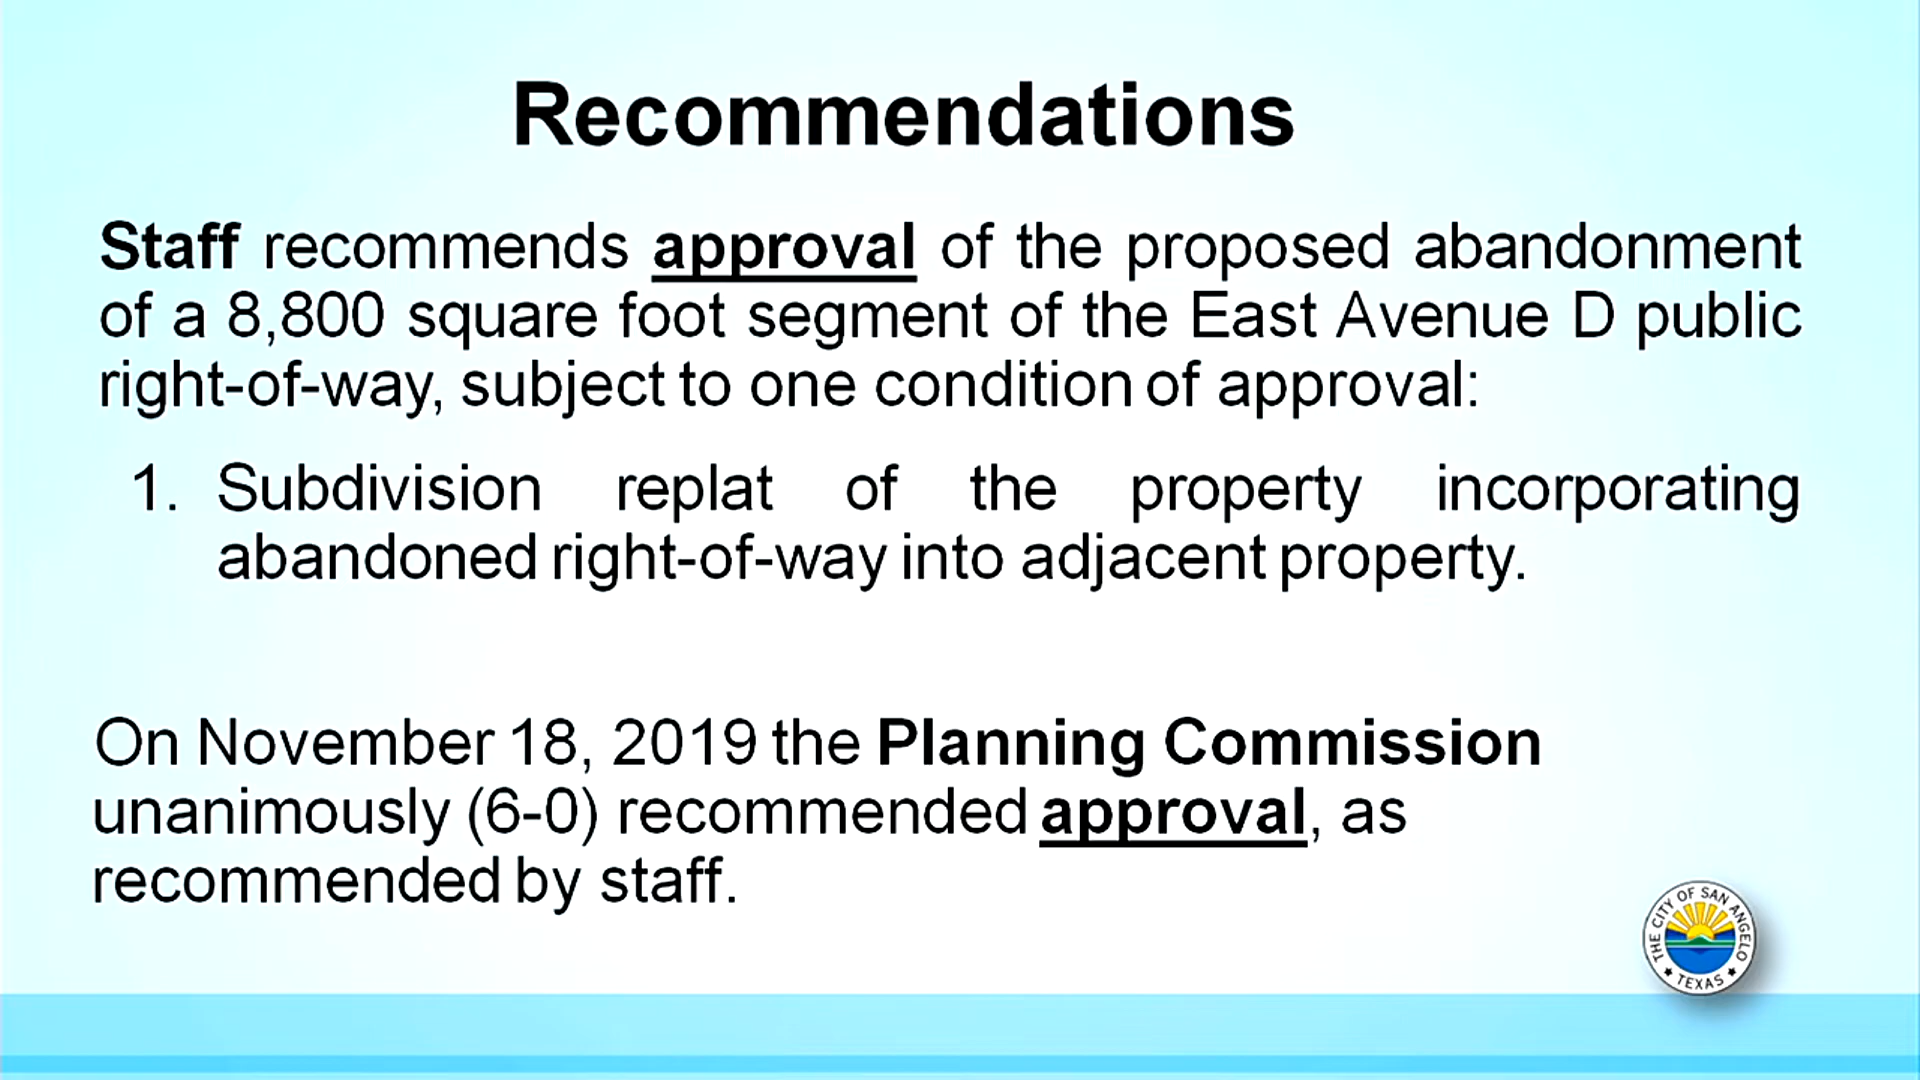 Recommendations
Staff recommends approval of the proposed abandonment
of a 8,800 square foot segment of the East Avenue D public
right-of-way, subject to one condition of approval:
1. Subdivision replat of the property incorporating
abandoned right-of-way into adjacent property.
On November 18, 2019 the Planning Commission
unanimously (6-0) recommended approval, as
recommended by staff.
THE CITY OF SAN ANGELO
TEXAS